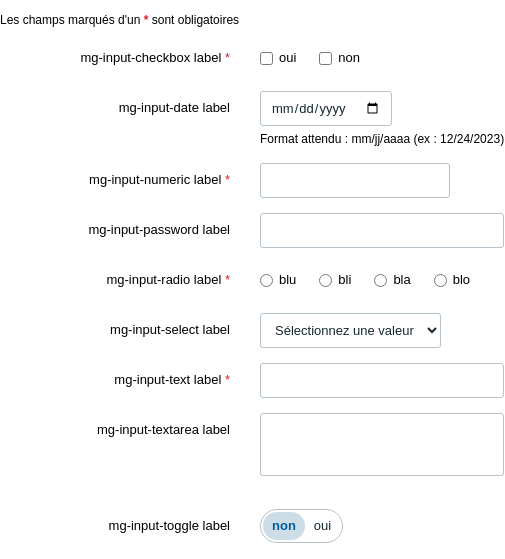 Les champs marqués d'un * sont obligatoires
mg-input-checkbox label * oui non
mg-input-date label mm/dd/yyyy
Format attendu : mm/jj/aaaa (ex : 12/24/2023)
mg-input-numeric label *
mg-input-password label
mg-input-radio label * blu bli bla blo
mg-input-select label Sélectionnez une valeur
mg-input-text label *
mg-input-textarea label
mg-input-toggle label non oui